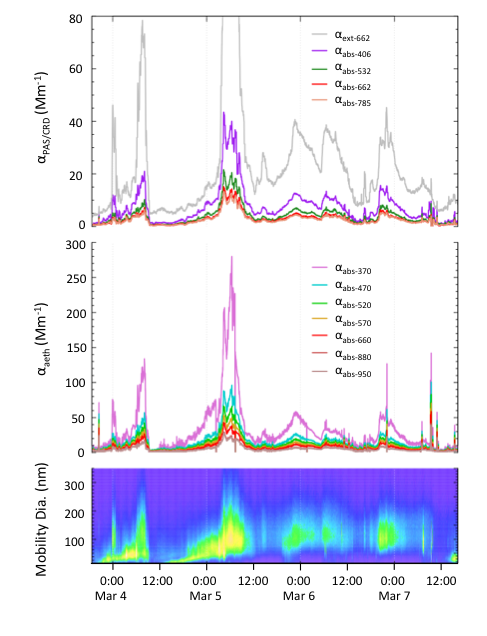 80
60
40
20
0
α_PAS/CRD (Mm⁻¹)
α_ext-662
α_abs-406
α_abs-532
α_abs-662
α_abs-785
300
250
200
150
100
50
0
α_aeth (Mm⁻¹)
α_abs-370
α_abs-470
α_abs-520
α_abs-570
α_abs-660
α_abs-880
α_abs-950
300
200
100
Mobility Dia. (nm)
0:00 12:00 0:00 12:00 0:00 12:00 0:00 12:00
Mar 4 Mar 5 Mar 6 Mar 7